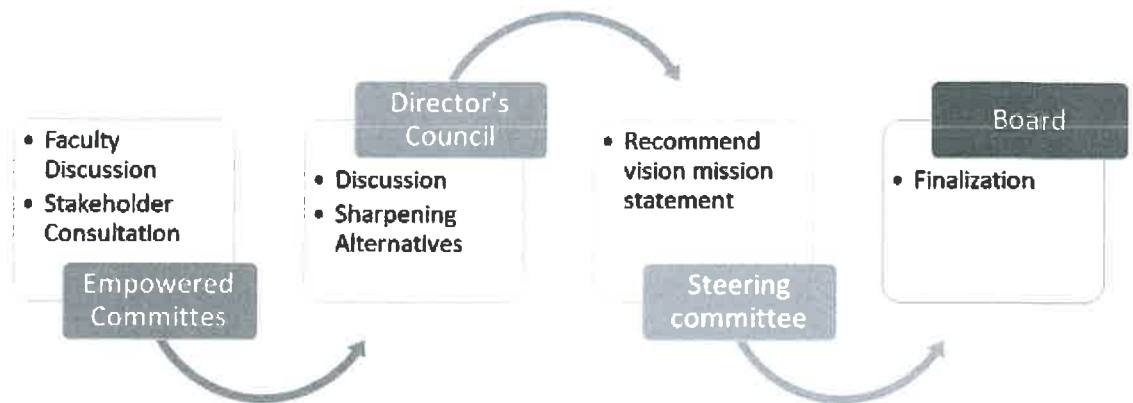 • Faculty
Discussion
• Stakeholder
Consultation
Empowered
Committes
Director's
Council
• Discussion
• Sharpening
Alternatives
• Recommend
vision mission
statement
Steering
committee
Board
• Finalization